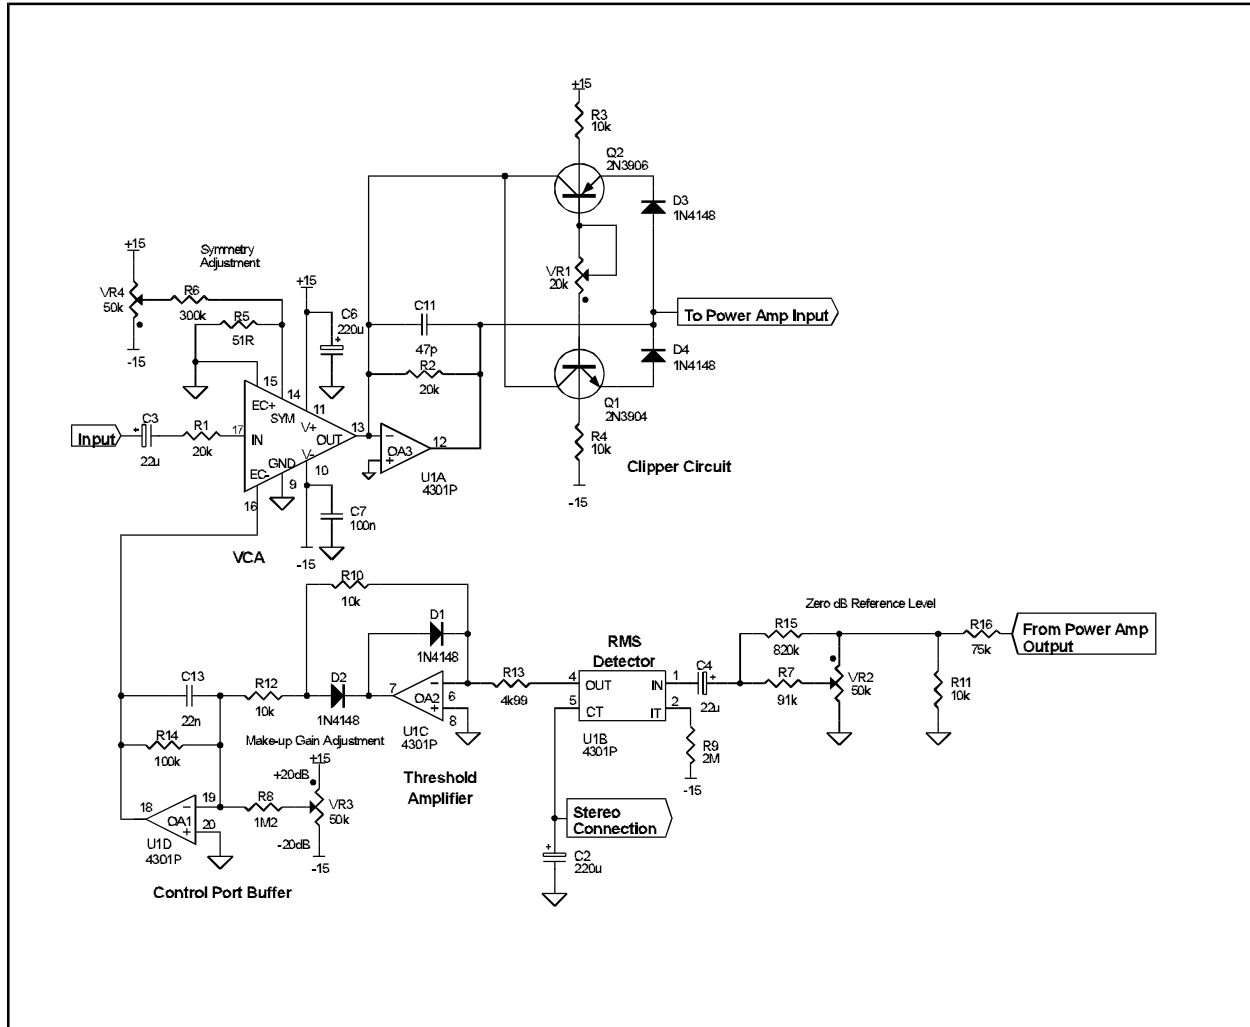 +15
R3
10k
Q2
2N3906
D3
1N4148
+15
Symmetry
Adjustment
+15
VR1
20k
VR4
50k
R6
300k
C6
220u
+
C11
47p
To Power Amp Input
R5
51R
-15
R2
20k
D4
1N4148
15
14
11
EC+
SYM
V+
Q1
2N3904
Input
+
C3
22u
R1
20k
17
IN
OUT
13
-
+
OA3
12
V-
GND
10
EC-
9
16
U1A
4301P
R4
10k
Clipper Circuit
-15
C7
100n
VCA
-15
R10
10k
Zero dB Reference Level
D1
1N4148
RMS
Detector
R15
820k
R16
75k
From Power Amp
Output
C13
22n
R12
10k
D2
1N4148
7
-
OA2
+
6
8
U1C
4301P
R13
4k99
4
OUT
IN
1
5
CT
IT
2
U1B
4301P
C4
+
22u
R7
91k
VR2
50k
R11
10k
R14
100k
Make-up Gain Adjustment
R9
2M
-15
+15
+20dB
Threshold
Amplifier
18
-
OA1
+
19
20
R8
1M2
VR3
50k
Stereo
Connection
U1D
4301P
-20dB
-15
+
C2
220u
Control Port Buffer